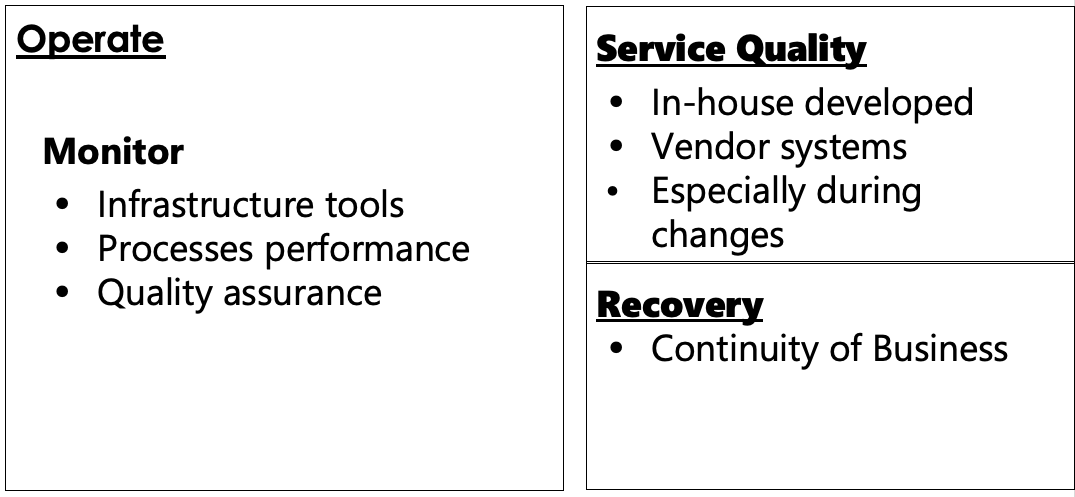 Operate
Monitor
• Infrastructure tools
• Processes performance
• Quality assurance
Service Quality
• In-house developed
• Vendor systems
• Especially during
changes
Recovery
• Continuity of Business